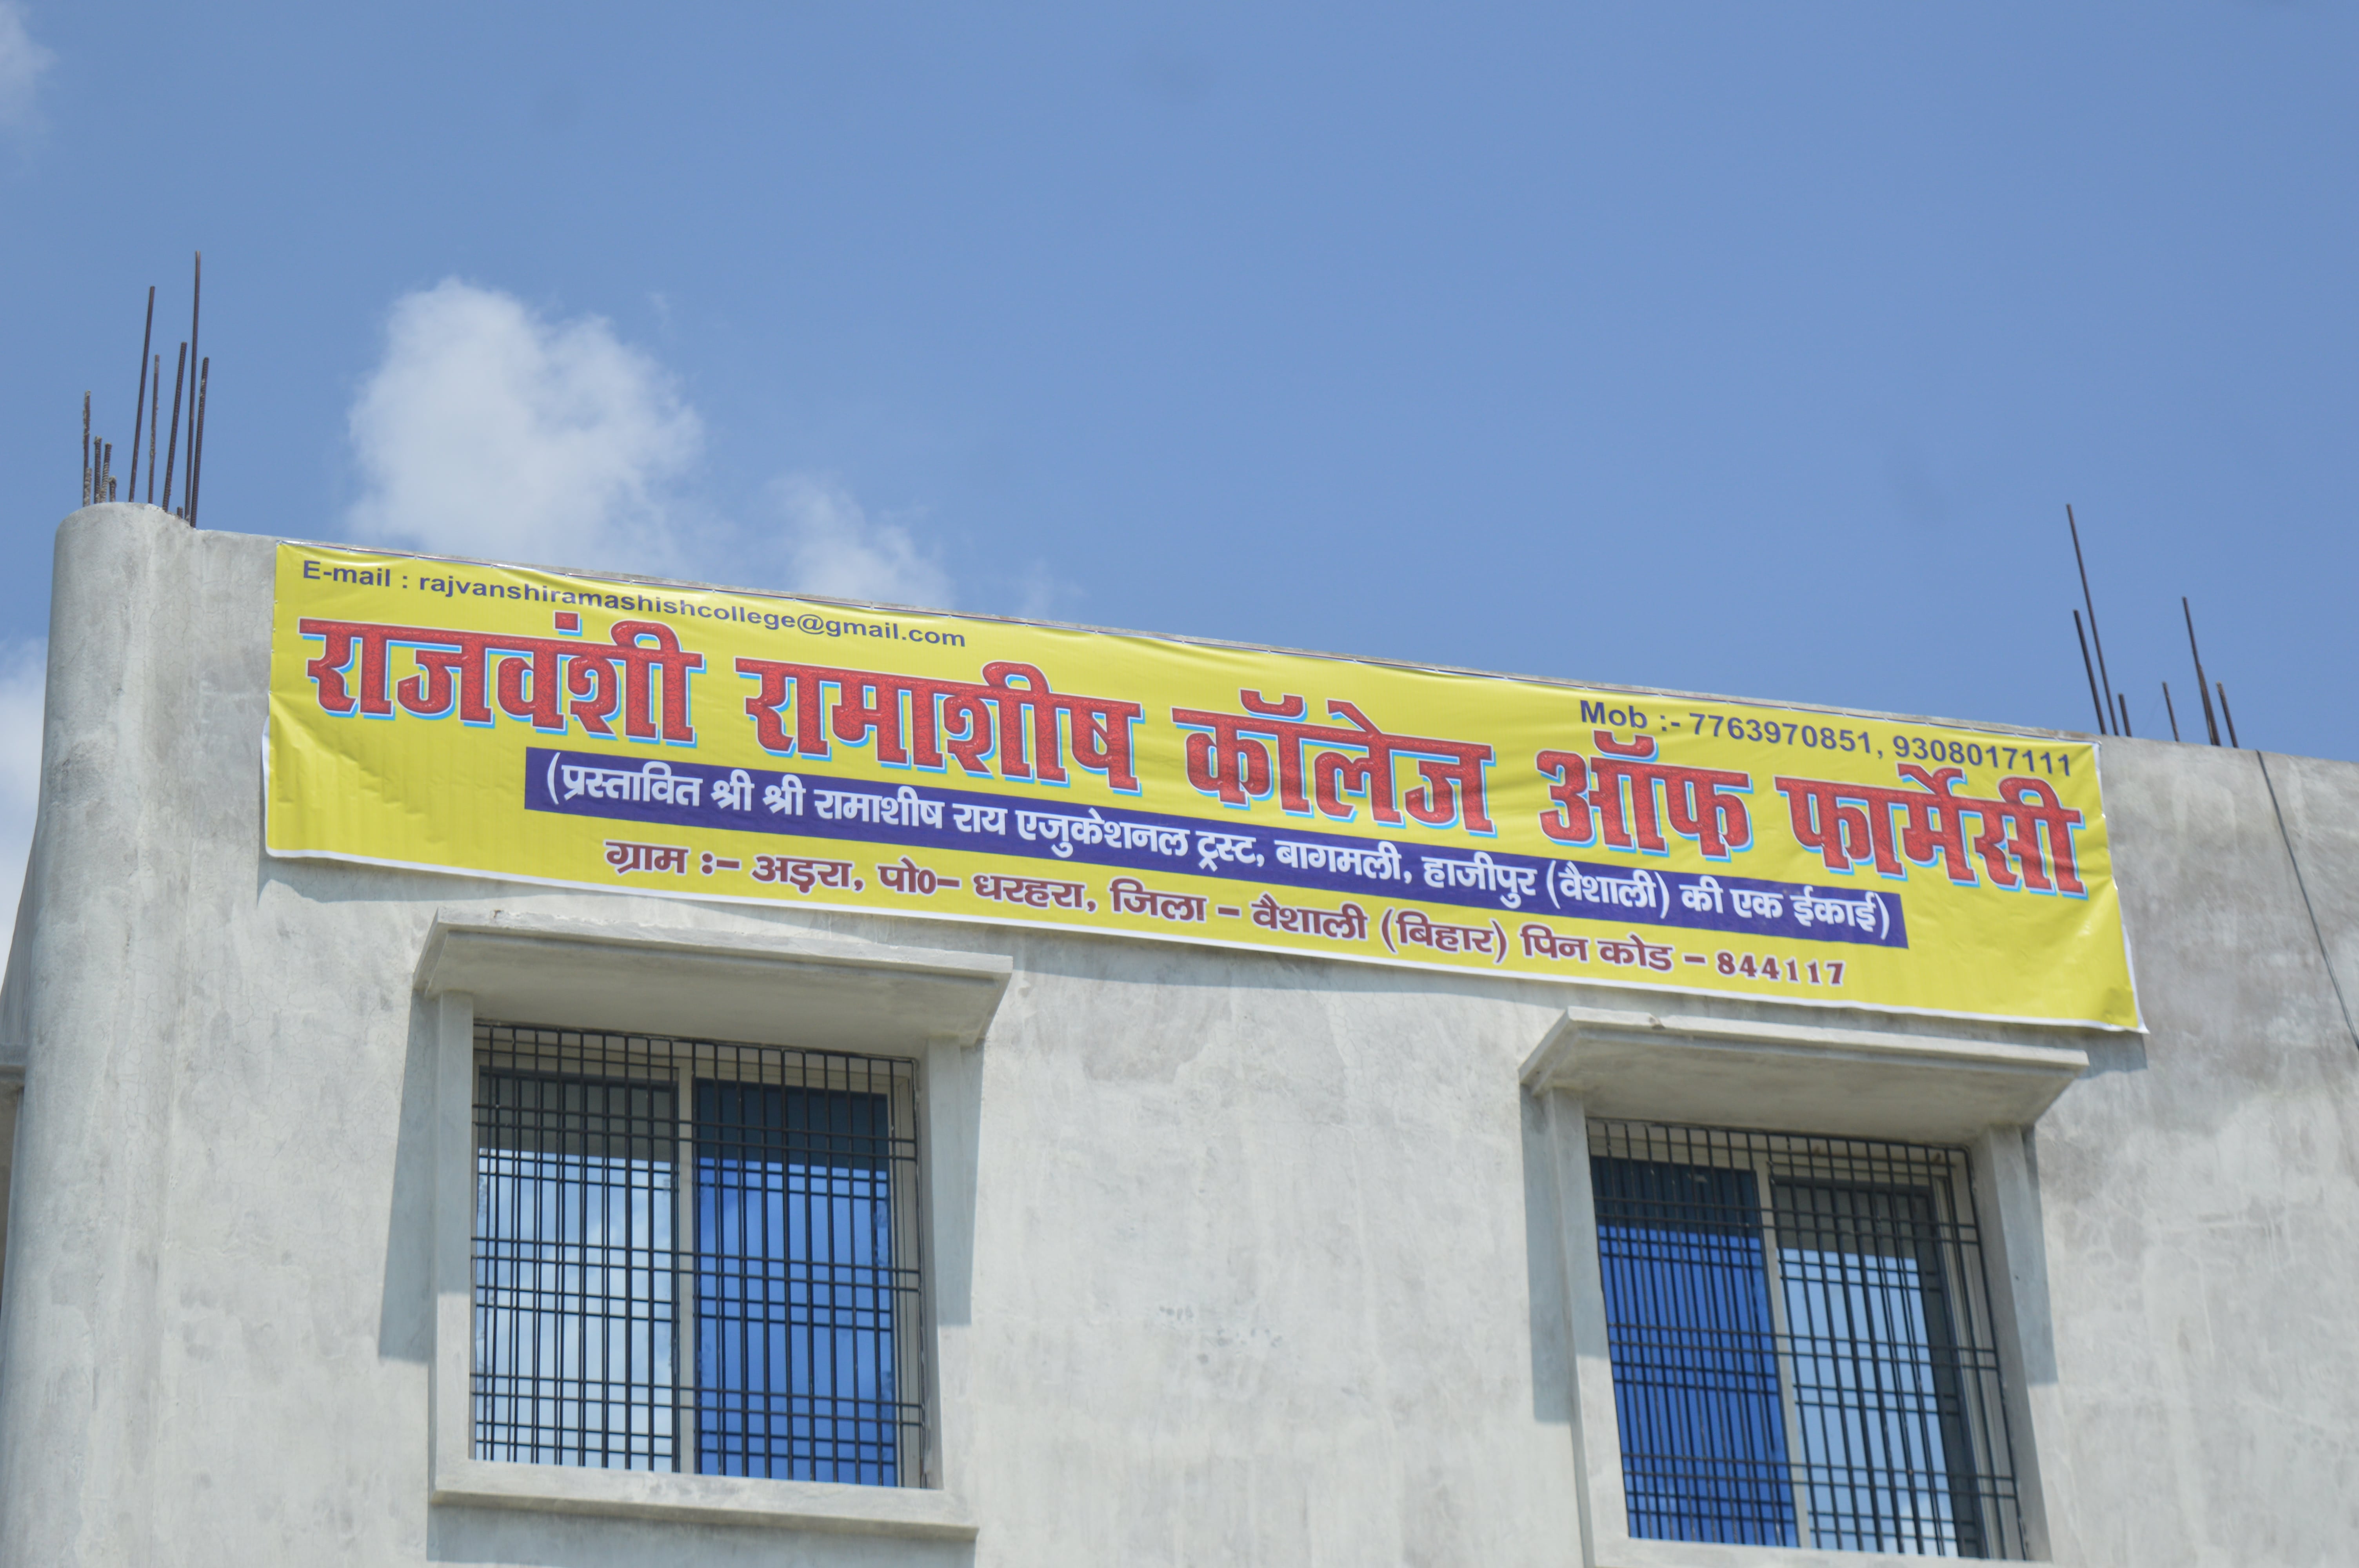 E-mail : rajvanshiramashishcollege@gmail.com
Mob :- 7763970851, 9308017111
राजवंशी रामाशीष कॉलेज ऑफ फार्मेसी
(प्रस्तावित श्री श्री रामाशीष राय एजुकेशनल ट्रस्ट, बागमली, हाजीपुर (वैशाली) की एक ईकाई)
ग्राम :- अड़रा, पो0- धरहरा, जिला - वैशाली (बिहार) पिन कोड - 844117